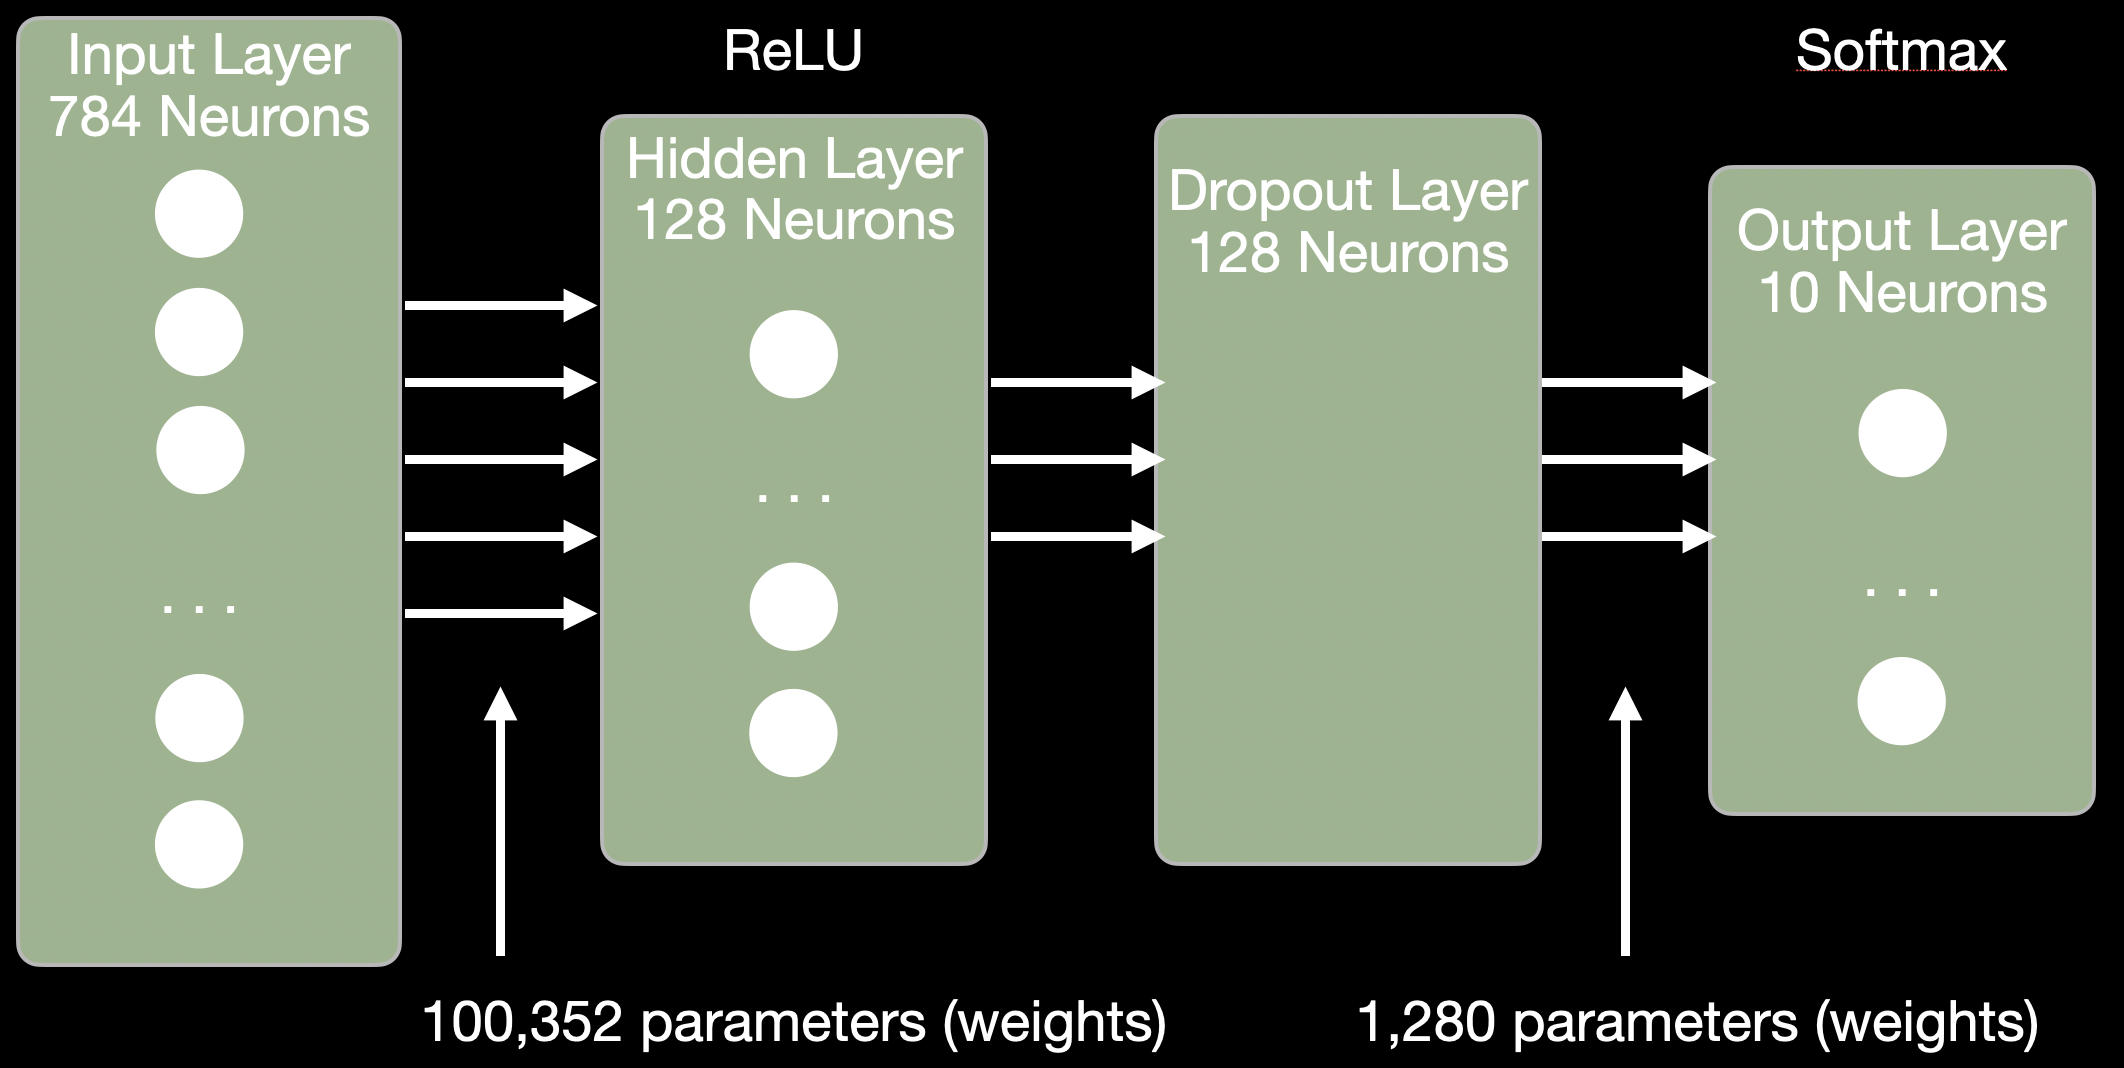 Input Layer
784 Neurons
. . .
ReLU
Hidden Layer
128 Neurons
. . .
Dropout Layer
128 Neurons
Softmax
Output Layer
10 Neurons
. . .
100,352 parameters (weights)
1,280 parameters (weights)